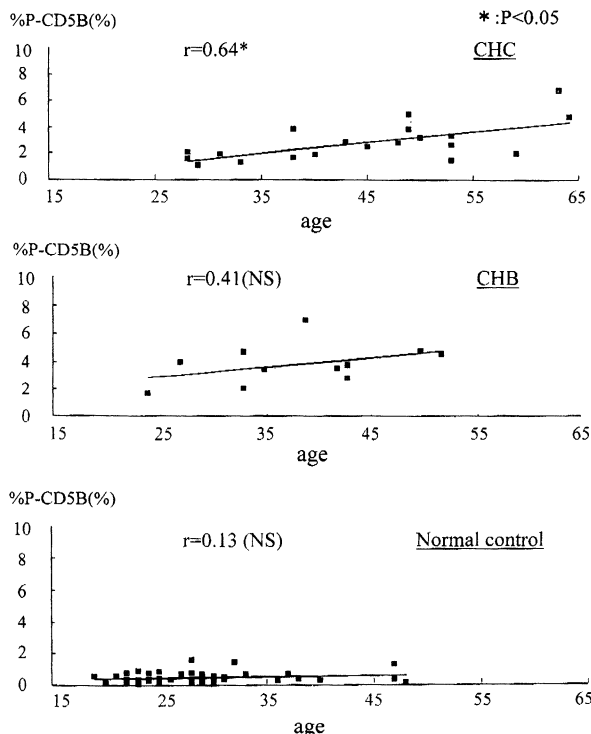 %P-CD5B(%)
* :P<0.05
r=0.64*
CHC
10
8
6
4
2
0
15 25 35 45 55 65
age
%P-CD5B(%)
r=0.41(NS)
CHB
10
8
6
4
2
0
15 25 35 45 55 65
age
%P-CD5B(%)
r=0.13 (NS)
Normal control
10
8
6
4
2
0
15 25 35 45 55 65
age